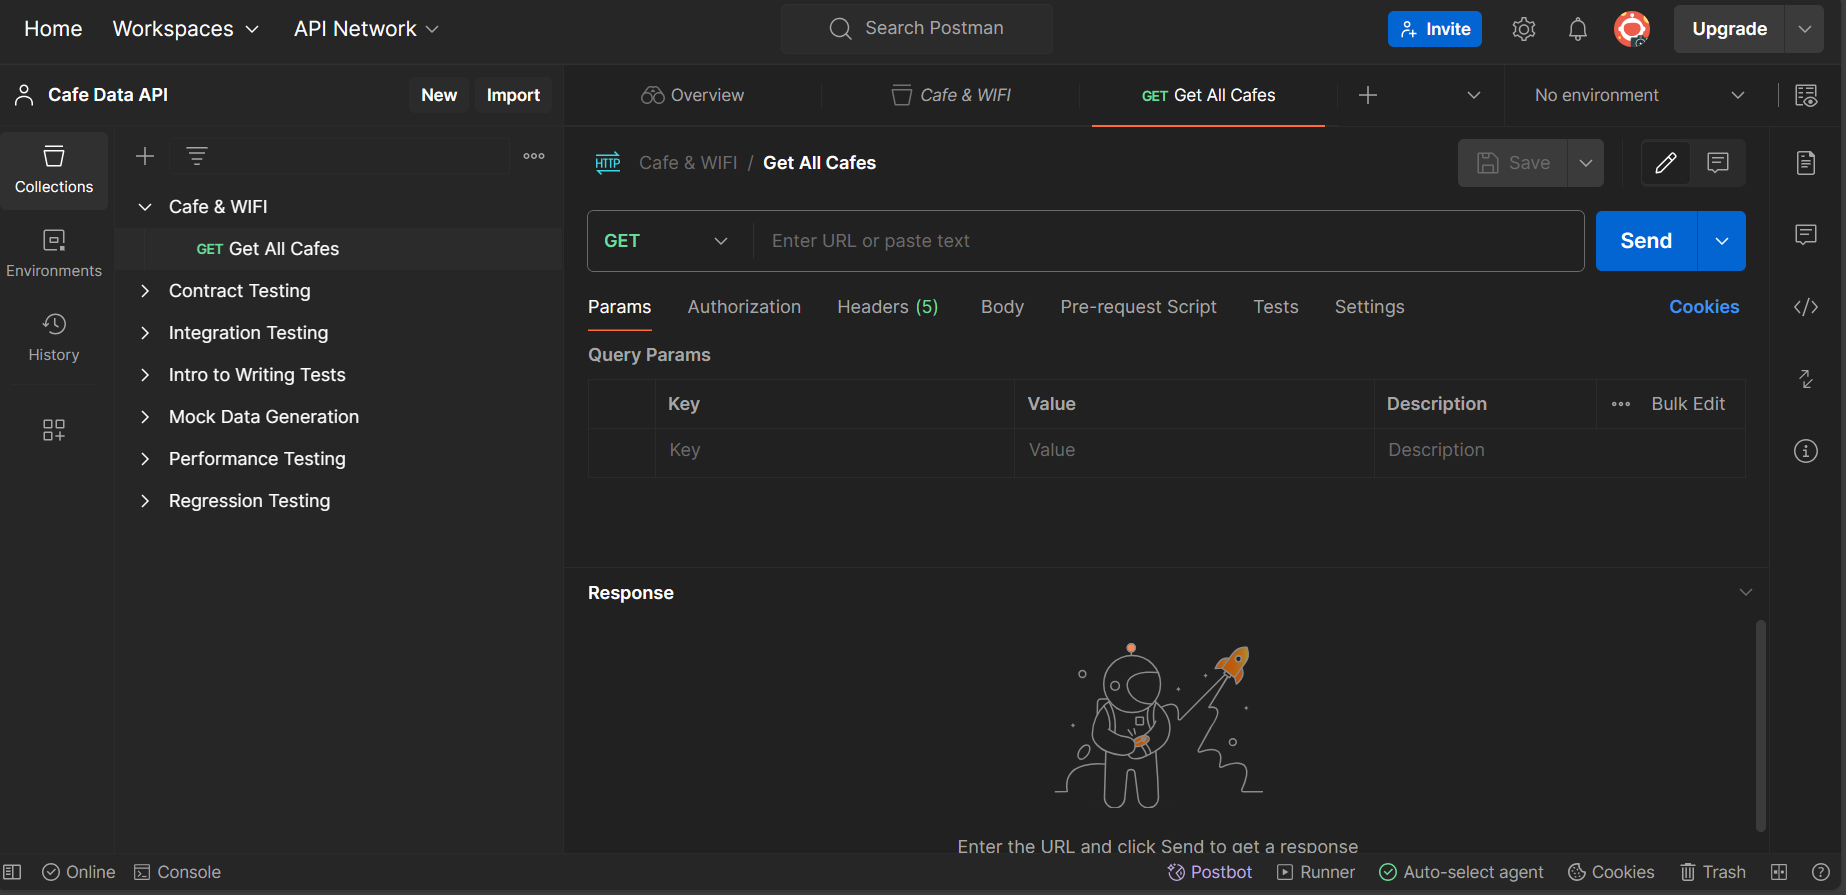 Home Workspaces API Network Search Postman Invite Upgrade
Cafe Data API New Import Overview Cafe & WIFI GET Get All Cafes No environment
Collections
Environments
History
Cafe & WIFI
GET Get All Cafes
Contract Testing
Integration Testing
Intro to Writing Tests
Mock Data Generation
Performance Testing
Regression Testing
HTTP Cafe & WIFI / Get All Cafes Save
GET Enter URL or paste text Send
Params Authorization Headers (5) Body Pre-request Script Tests Settings Cookies
Query Params
Key Value Description Bulk Edit
Key Value Description
Response
Enter the URL and click Send to get a response
Online Console Postbot Runner Auto-select agent Cookies Trash